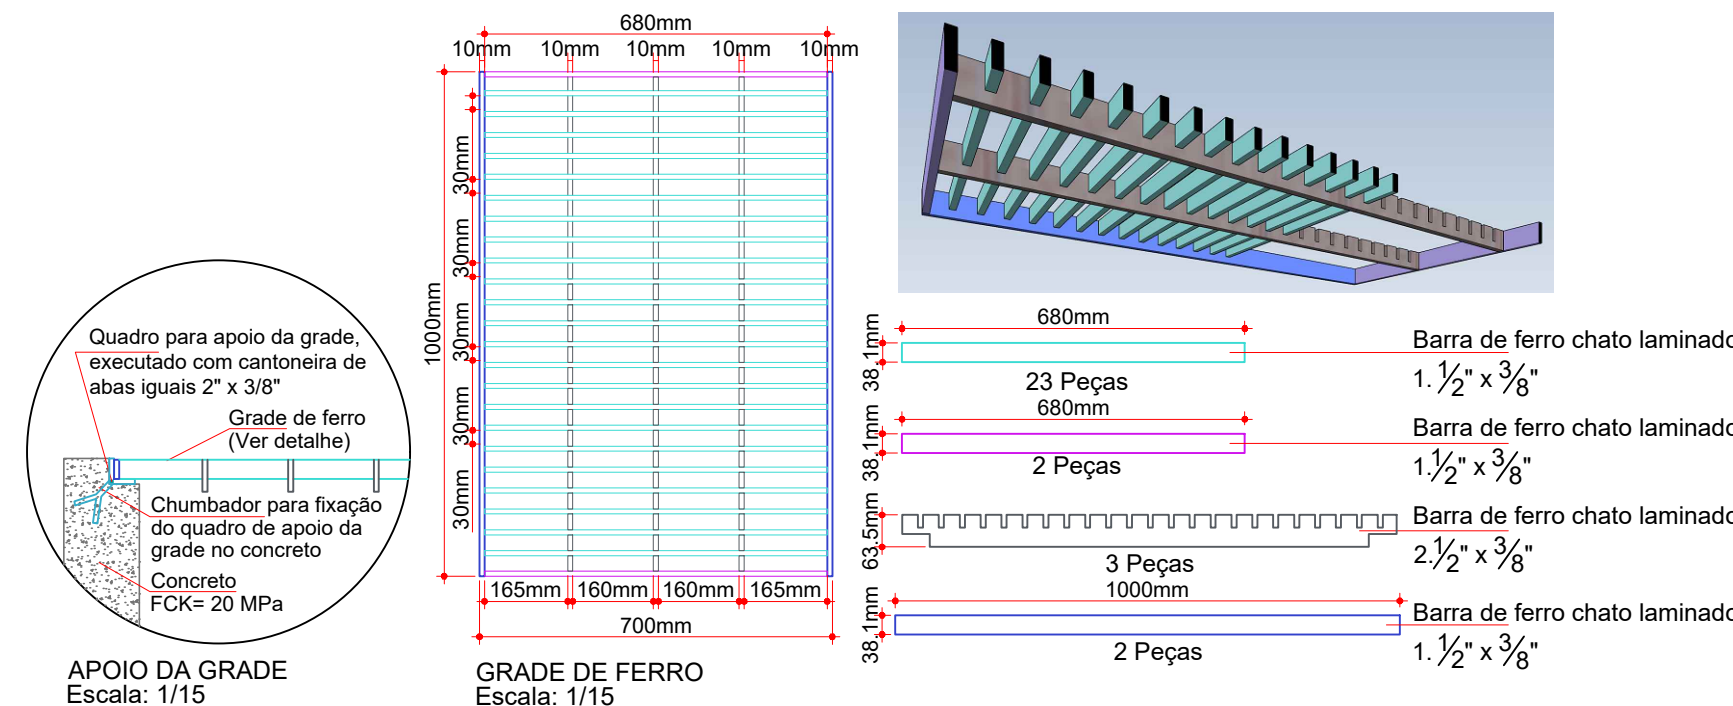 Quadro para apoio da grade,
executado com cantoneira de
abas iguais 2" x 3/8"
Grade de ferro
(Ver detalhe)
Chumbador para fixação
do quadro de apoio da
grade no concreto
Concreto
FCK= 20 MPa
APOIO DA GRADE
Escala: 1/15
680mm
10mm 10mm 10mm 10mm 10mm
1000mm
30mm
30mm
30mm
30mm
30mm
165mm 160mm 160mm 165mm
700mm
GRADE DE FERRO
Escala: 1/15
680mm
38,1mm
23 Peças
Barra de ferro chato laminado
1. 1/2" x 3/8"
680mm
38,1mm
2 Peças
Barra de ferro chato laminado
1.1/2" x 3/8"
63,5mm
3 Peças
Barra de ferro chato laminado
2.1/2" x 3/8"
1000mm
38,1mm
2 Peças
Barra de ferro chato laminado
1. 1/2" x 3/8"